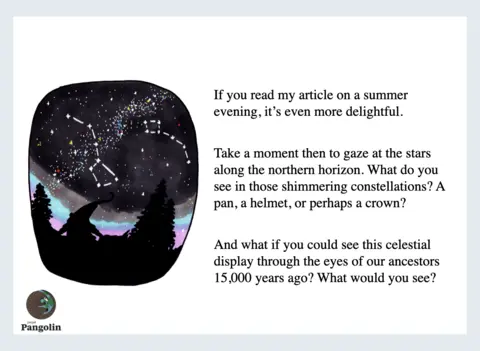 If you read my article on a summer
evening, it’s even more delightful.
Take a moment then to gaze at the stars
along the northern horizon. What do you
see in those shimmering constellations? A
pan, a helmet, or perhaps a crown?
And what if you could see this celestial
display through the eyes of our ancestors
15,000 years ago? What would you see?
Pangolin